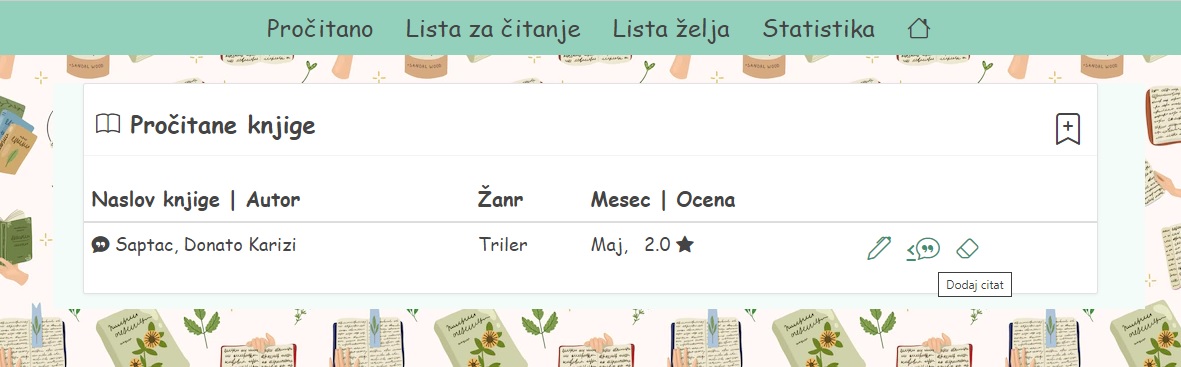 Pročitano Lista za čitanje Lista želja Statistika
Pročitane knjige
Naslov knjige | Autor Žanr Mesec | Ocena
Saptac, Donato Karizi Triler Maj, 2.0
Dodaj citat